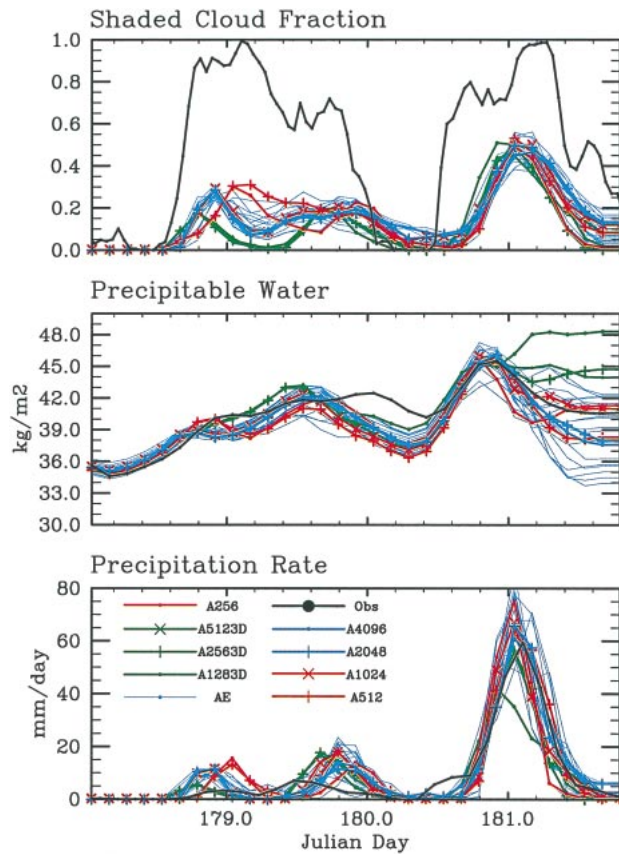 Shaded Cloud Fraction
1.0
0.8
0.6
0.4
0.2
0.0
Precipitable Water
48.0
45.0
42.0
39.0
36.0
33.0
30.0
kg/m2
Precipitation Rate
80
60
40
20
0
mm/day
A256 Obs
A5123D A4096
A2563D A2048
A1283D A1024
AE A512
179.0 180.0 181.0
Julian Day